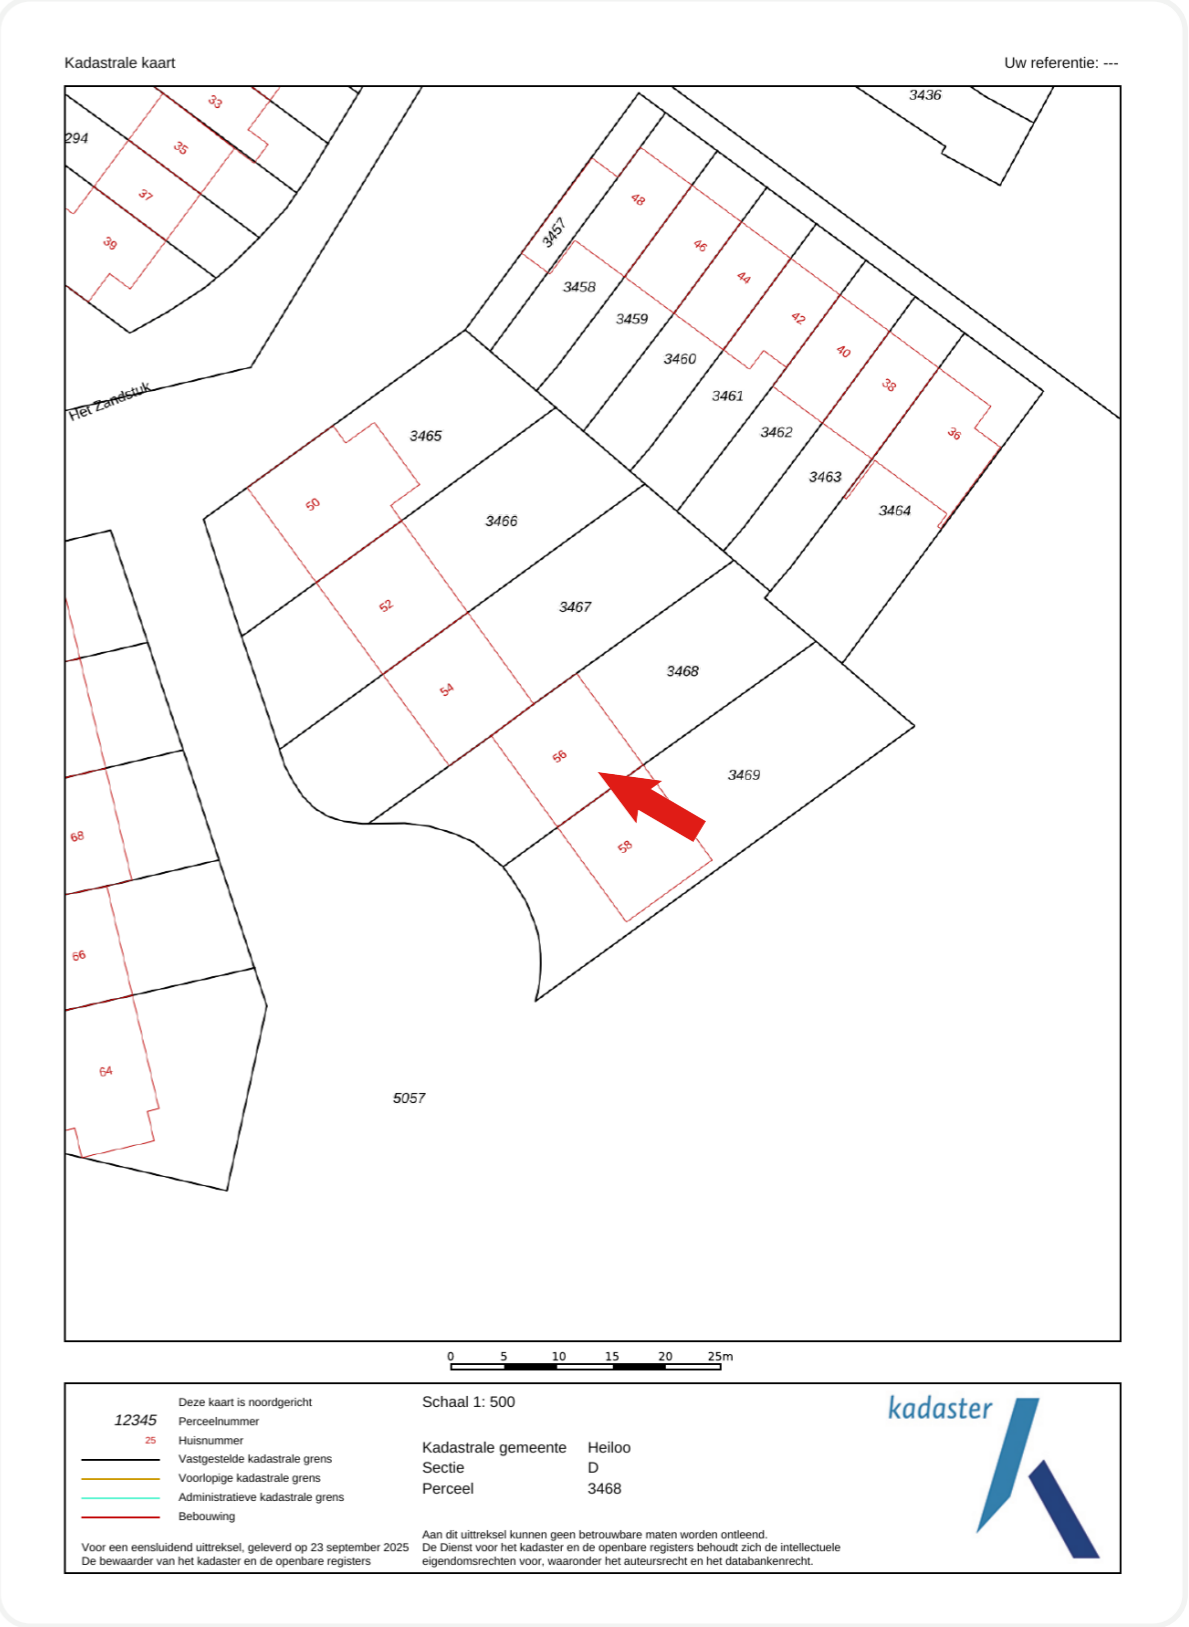 Kadastrale kaart
Uw referentie: ---
33
3436
294
35
37
39
48
3457
46
44
3458
3459
42
40
3460
38
3461
36
3462
3463
3464
Het Zandstuk
3465
50
3466
52
3467
54
3468
56
3469
58
68
66
64
5057
0 5 10 15 20 25m
Deze kaart is noordgericht
12345 Perceelnummer
25 Huisnummer
Vastgestelde kadastrale grens
Voorlopige kadastrale grens
Administratieve kadastrale grens
Bebouwing
Voor een eensluidend uittreksel, geleverd op 23 september 2025
De bewaarder van het kadaster en de openbare registers
Schaal 1: 500
Kadastrale gemeente Heiloo
Sectie D
Perceel 3468
Aan dit uittreksel kunnen geen betrouwbare maten worden ontleend.
De Dienst voor het kadaster en de openbare registers behoudt zich de intellectuele
eigendomsrechten voor, waaronder het auteursrecht en het databankenrecht.
kadaster